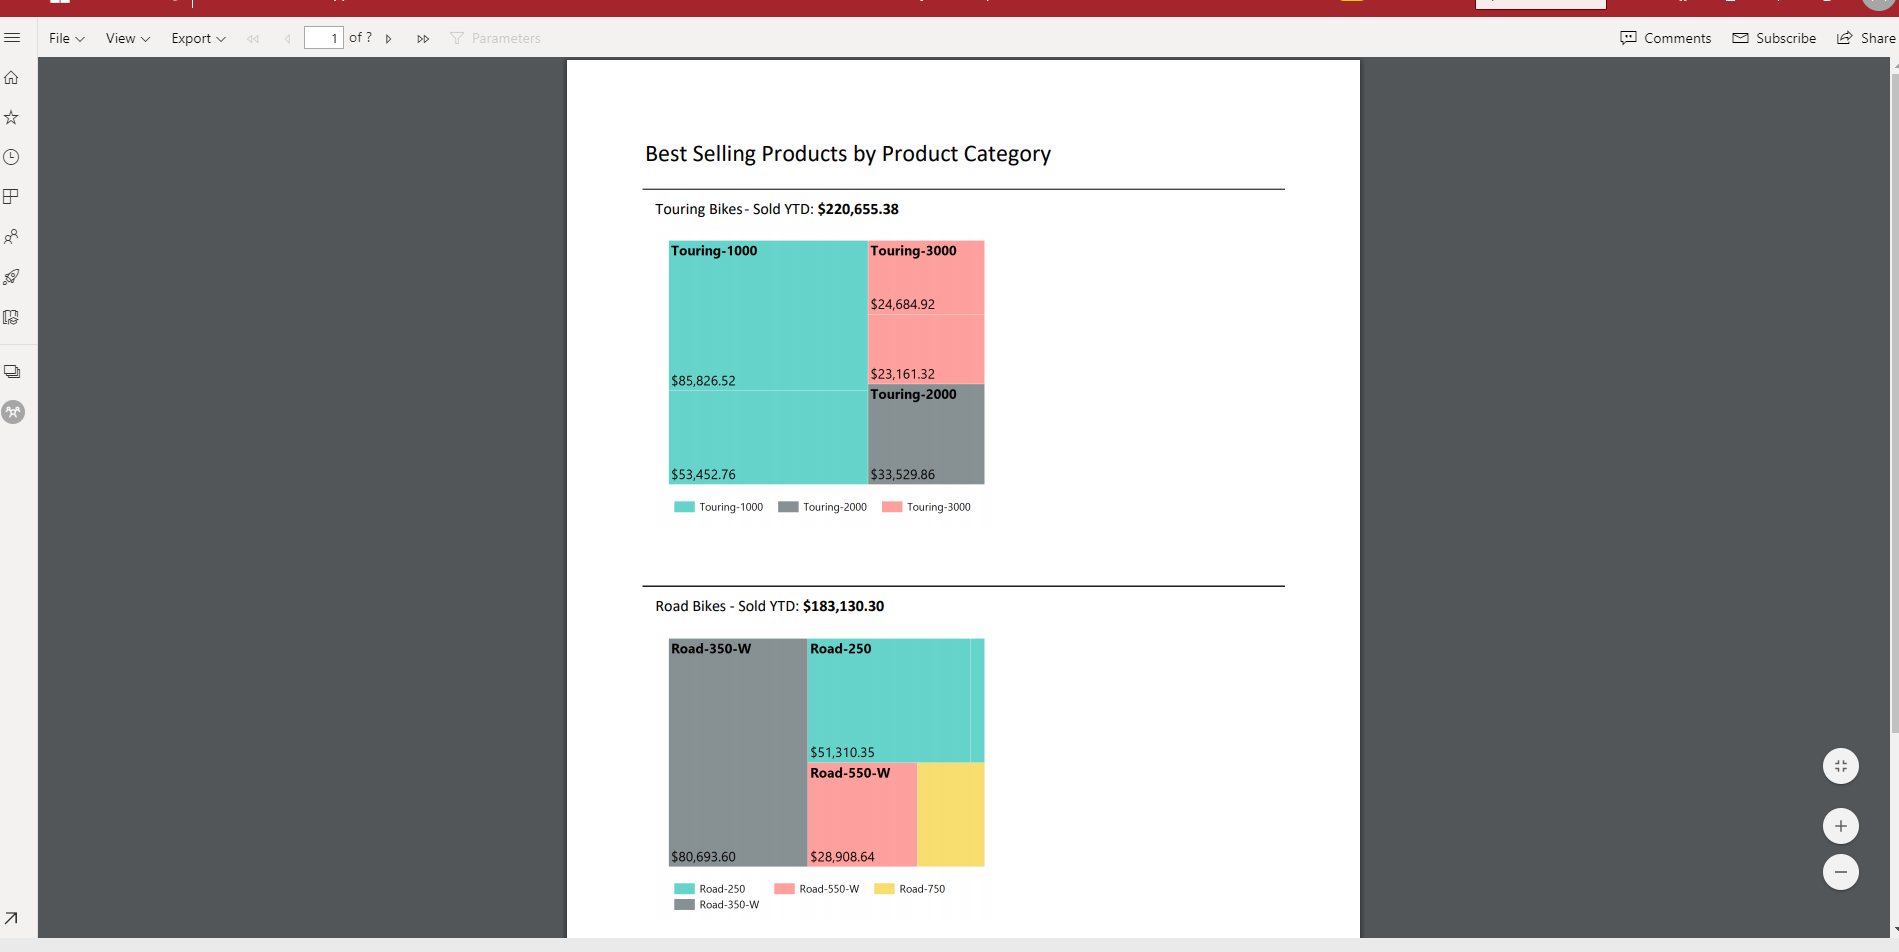 File View Export 1 of ? Parameters Comments Subscribe Share
Best Selling Products by Product Category
Touring Bikes - Sold YTD: $220,655.38
Touring-1000 Touring-3000
$24,684.92
$85,826.52 $23,161.32
Touring-2000
$53,452.76 $33,529.86
Touring-1000 Touring-2000 Touring-3000
Road Bikes - Sold YTD: $183,130.30
Road-350-W Road-250
$51,310.35
Road-550-W
$80,693.60 $28,908.64
Road-250 Road-550-W Road-750
Road-350-W